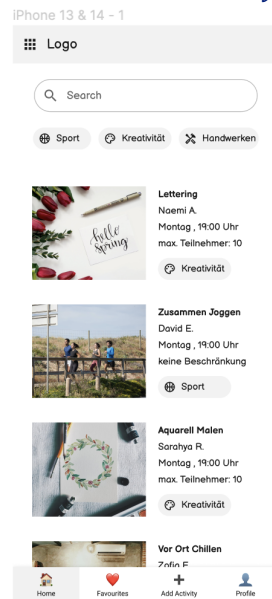 iPhone 13 & 14 - 1
Logo
Search
Sport
Kreativität
Handwerken
Lettering
Naemi A.
Montag , 19:00 Uhr
max. Teilnehmer: 10
Kreativität
hello
spring
Zusammen Joggen
David E.
Montag , 19:00 Uhr
keine Beschränkung
Sport
Aquarell Malen
Sarahya R.
Montag , 19:00 Uhr
max. Teilnehmer: 10
Kreativität
Vor Ort Chillen
Zofia E.
Home
Favourites
Add Activity
Profile